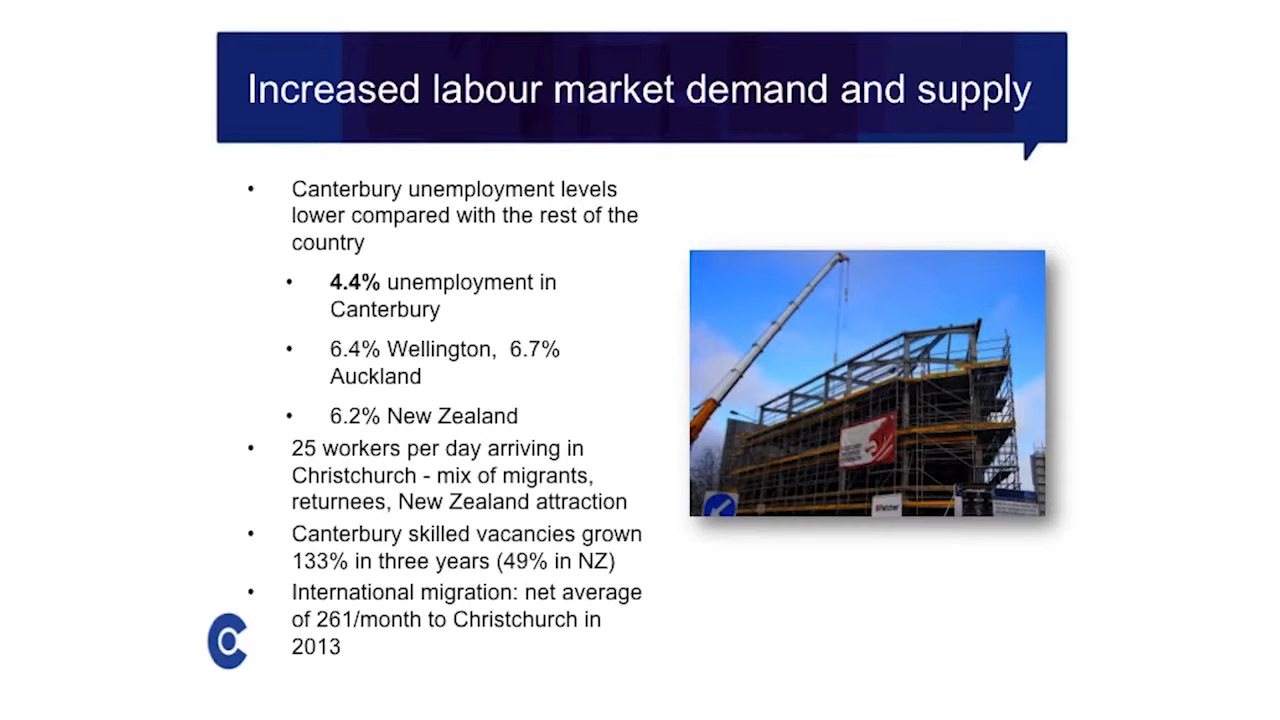 Increased labour market demand and supply
• Canterbury unemployment levels
lower compared with the rest of the
country
• 4.4% unemployment in
Canterbury
• 6.4% Wellington,  6.7%
Auckland
• 6.2% New Zealand
• 25 workers per day arriving in
Christchurch - mix of migrants,
returnees, New Zealand attraction
• Canterbury skilled vacancies grown
133% in three years (49% in NZ)
• International migration: net average
of 261/month to Christchurch in
2013
Fletcher